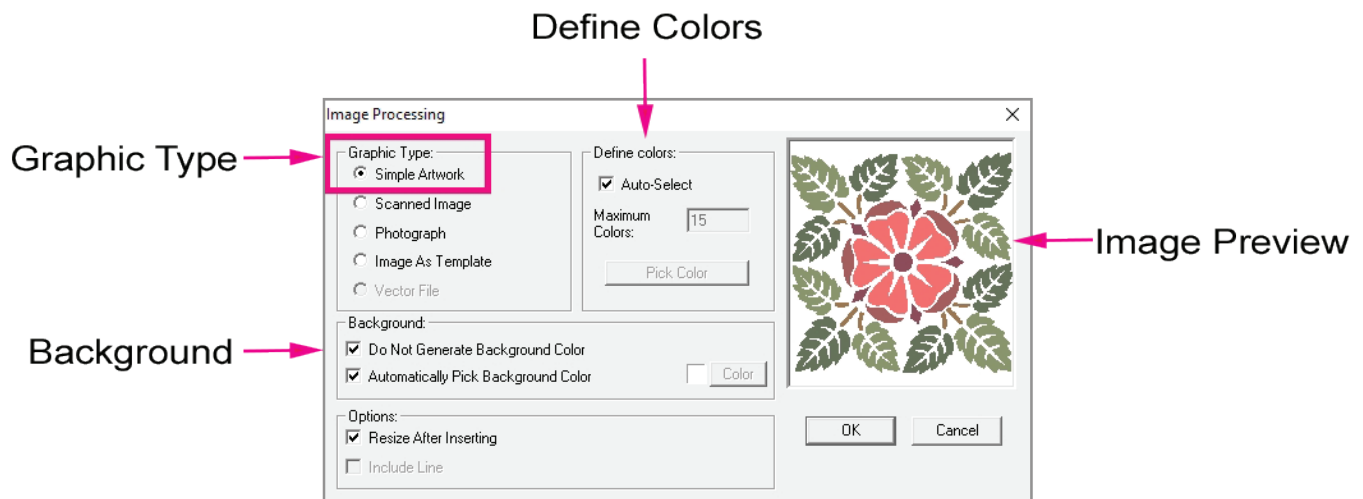 Define Colors
Image Processing
Graphic Type
Graphic Type:
Simple Artwork
Scanned Image
Photograph
Image As Template
Vector File
Define colors:
Auto-Select
Maximum
Colors:
15
Pick Color
Image Preview
Background
Background:
Do Not Generate Background Color
Automatically Pick Background Color
Color
Options:
Resize After Inserting
Include Line
OK
Cancel